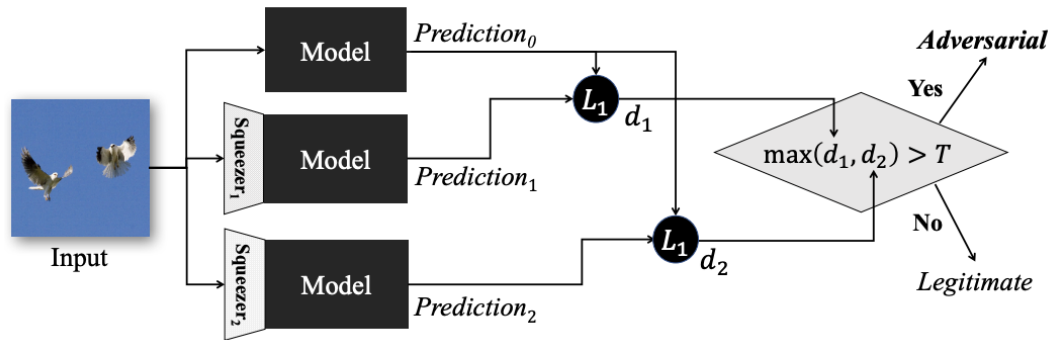 Prediction₀
Model
Adversarial
Yes
L₁
d₁
Squeezer₁
Model
max(d₁, d₂) > T
Prediction₁
No
L₁
d₂
Input
Squeezer₂
Model
Legitimate
Prediction₂